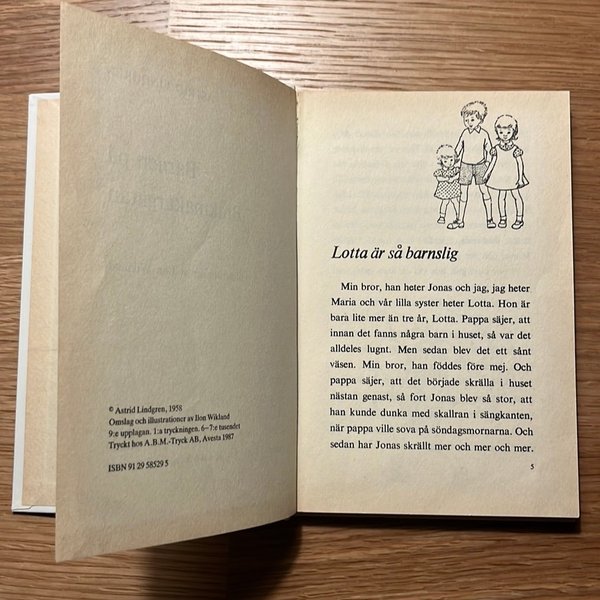 © Astrid Lindgren, 1958
Omslag och illustrationer av Ilon Wikland
9:e upplagan. 1:a tryckningen. 6–7:e tusendet
Tryckt hos A.B.M.-Tryck AB, Avesta 1987
ISBN 91 29 58529 5
Lotta är så barnslig
Min bror, han heter Jonas och jag, jag heter
Maria och vår lilla syster heter Lotta. Hon är
bara lite mer än tre år, Lotta. Pappa säjer, att
innan det fanns några barn i huset, så var det
alldeles lugnt. Men sedan blev det ett sånt
väsen. Min bror, han föddes före mej. Och
pappa säjer, att det började skrälla i huset
nästan genast, så fort Jonas blev så stor, att
han kunde dunka med skallran i sängkanten,
när pappa ville sova på söndagsmornarna. Och
sedan har Jonas skrällt mer och mer och mer.
5